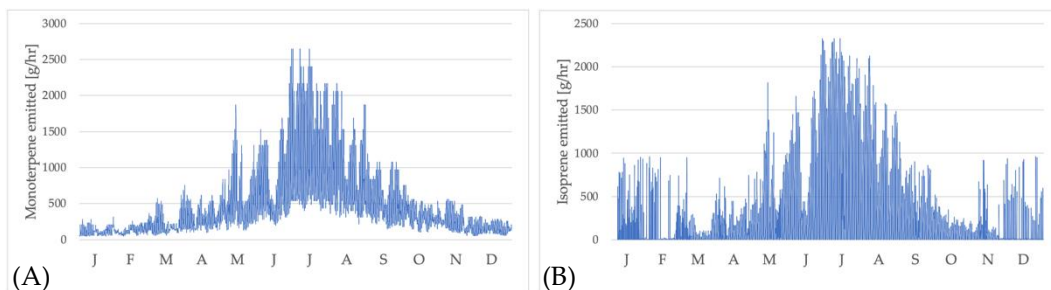 Monoterpene emitted [g/hr]
3000
2500
2000
1500
1000
500
0
J F M A M J J A S O N D
(A)
Isoprene emitted [g/hr]
2500
2000
1500
1000
500
0
J F M A M J J A S O N D
(B)